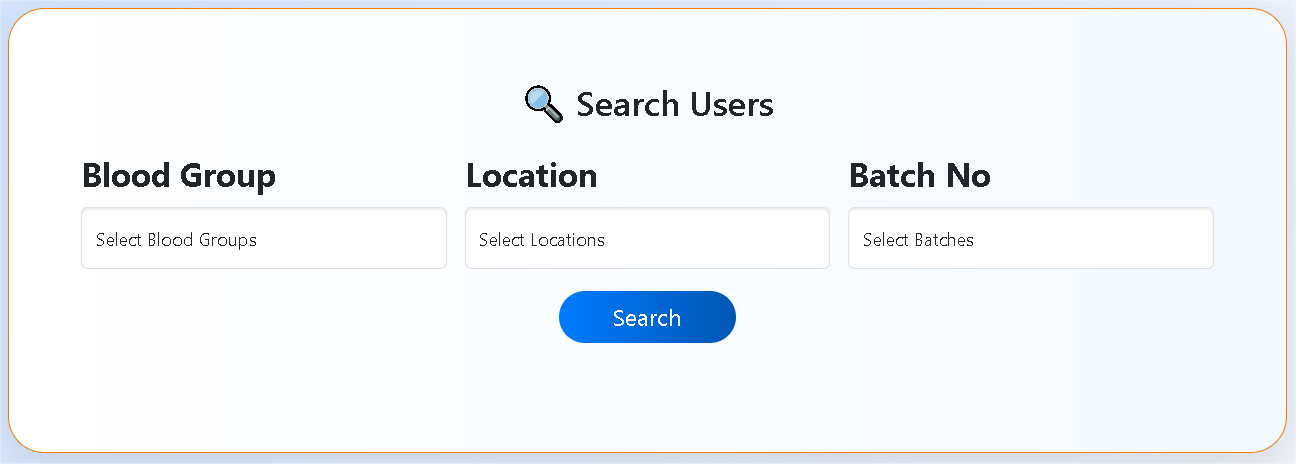 Search Users
Blood Group
Location
Batch No
Select Blood Groups
Select Locations
Select Batches
Search